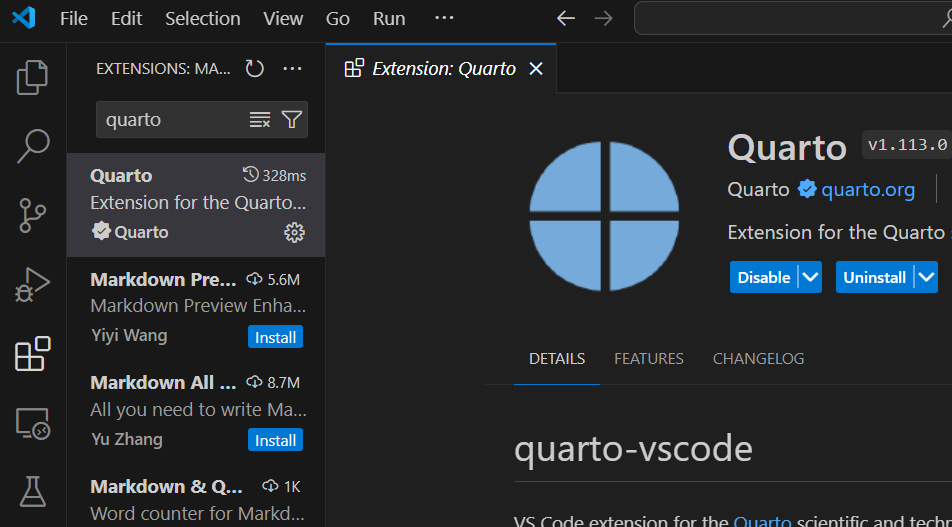 File Edit Selection View Go Run ···
EXTENSIONS: MA... ···
Extension: Quarto
quarto
Quarto 328ms
Extension for the Quarto...
Quarto
Markdown Pre... 5.6M
Markdown Preview Enha...
Yiyi Wang Install
Markdown All ... 8.7M
All you need to write Ma...
Yu Zhang Install
Markdown & Q... 1K
Word counter for Markd...
Quarto v1.113.0
Quarto quarto.org
Extension for the Quarto
Disable Uninstall
DETAILS FEATURES CHANGELOG
quarto-vscode
VS Code extension for the Quarto scientific and